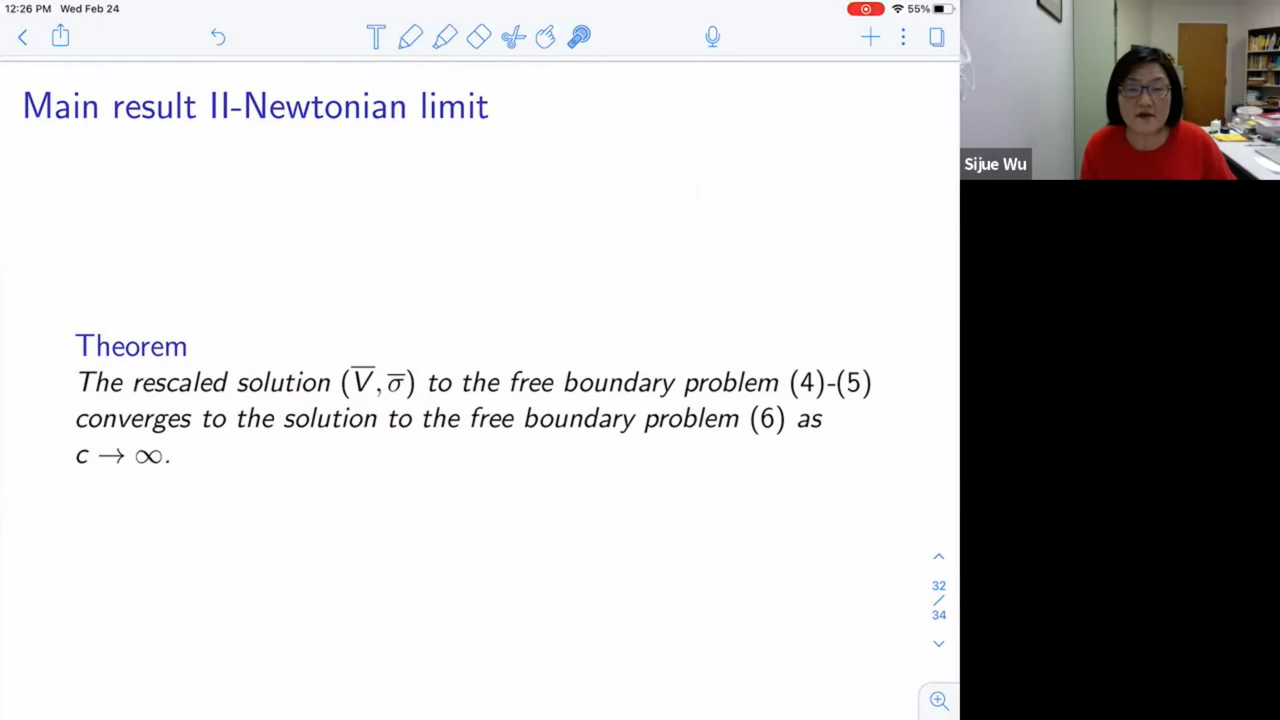 12:26 PM Wed Feb 24
55%
T
Main result II-Newtonian limit
Sijue Wu
Theorem
The rescaled solution (V̅, σ̅) to the free boundary problem (4)-(5)
converges to the solution to the free boundary problem (6) as
c → ∞.
32
/
34